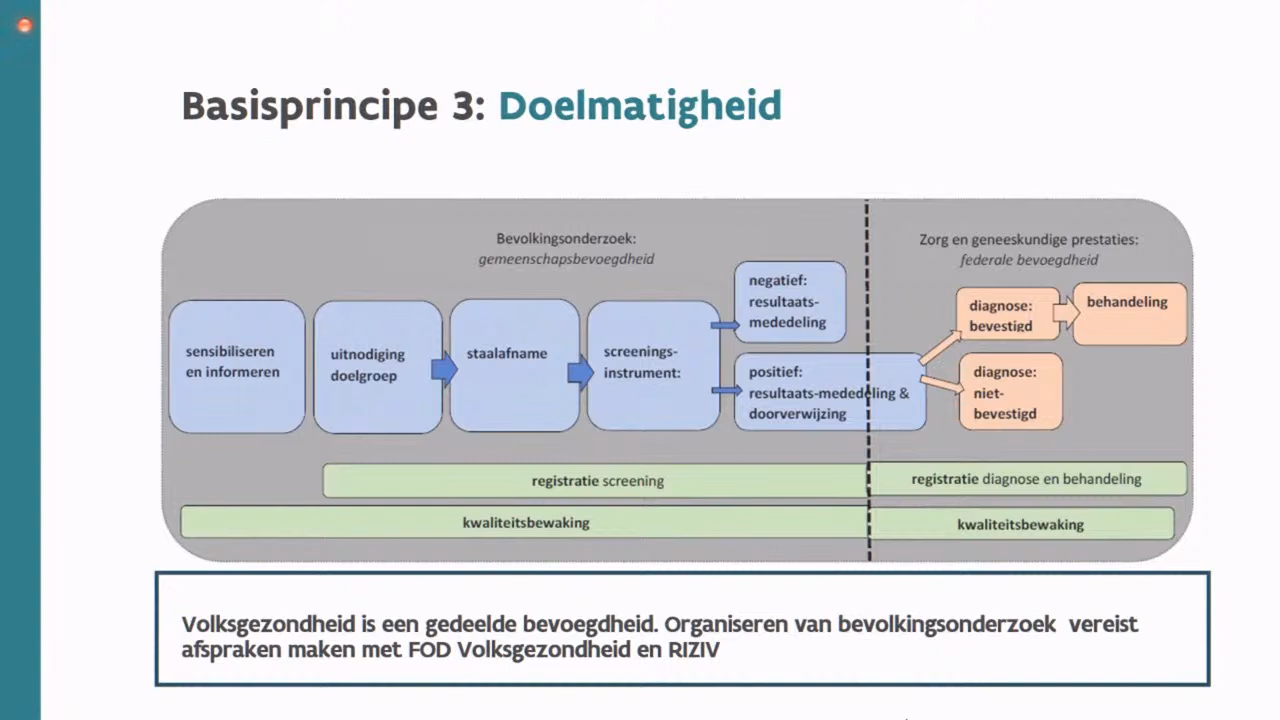 Basisprincipe 3: Doelmatigheid
Bevolkingsonderzoek:
gemeenschapsbevoegdheid
Zorg en geneeskundige prestaties:
federale bevoegdheid
sensibiliseren
en informeren
uitnodiging
doelgroep
staalafname
screenings-
instrument:
negatief:
resultaats-
mededeling
positief:
resultaats-mededeling &
doorverwijzing
diagnose:
bevestigd
behandeling
diagnose:
niet-
bevestigd
registratie screening
registratie diagnose en behandeling
kwaliteitsbewaking
kwaliteitsbewaking
Volksgezondheid is een gedeelde bevoegdheid. Organiseren van bevolkingsonderzoek vereist
afspraken maken met FOD Volksgezondheid en RIZIV